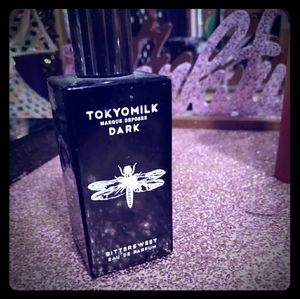 TOKYOMILK
MARQUE DEPOSEE
DARK
BITTERSWEET
EAU DE PARFUM